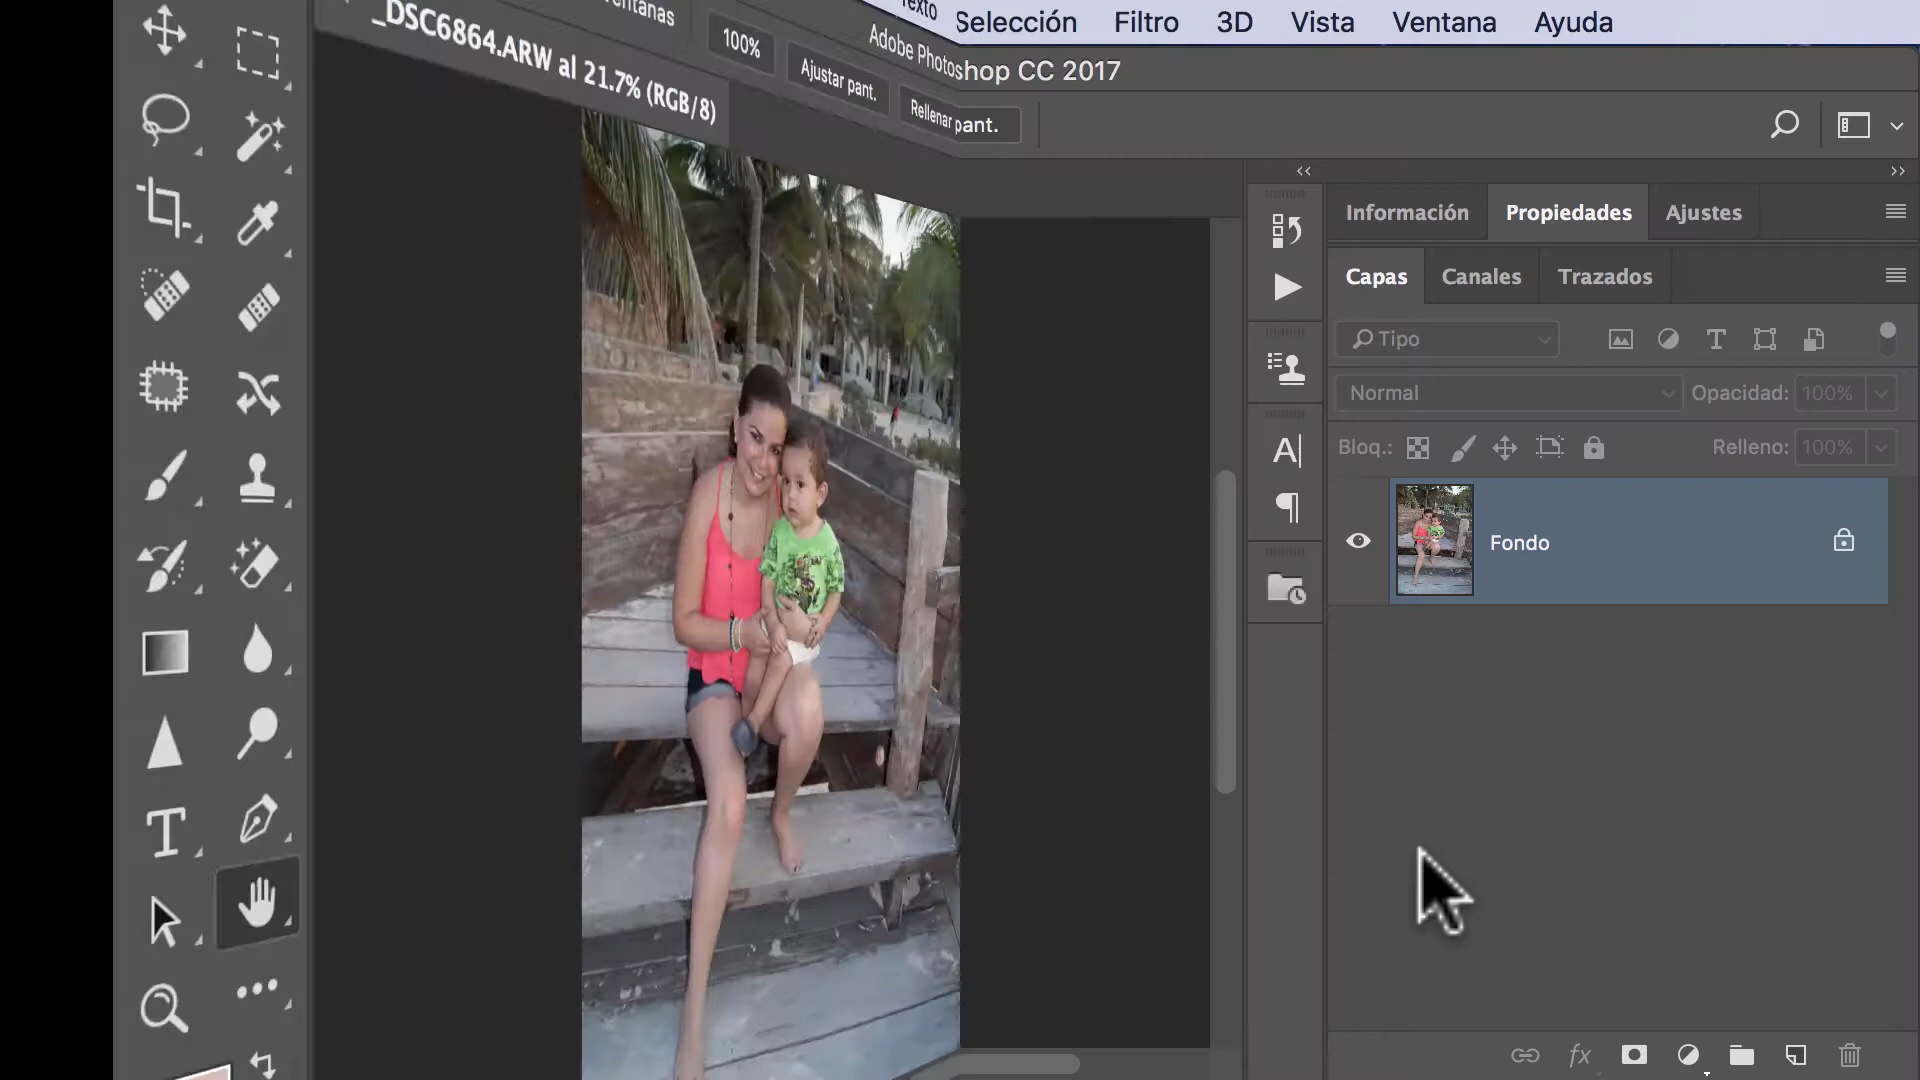 Texto Selección Filtro 3D Vista Ventana Ayuda
Adobe Photoshop CC 2017
100% Ajustar pant. Rellenar pant.
_DSC6864.ARW al 21.7% (RGB/8)
Información Propiedades Ajustes
Capas Canales Trazados
Tipo
Normal Opacidad: 100%
Bloq.: Relleno: 100%
Fondo